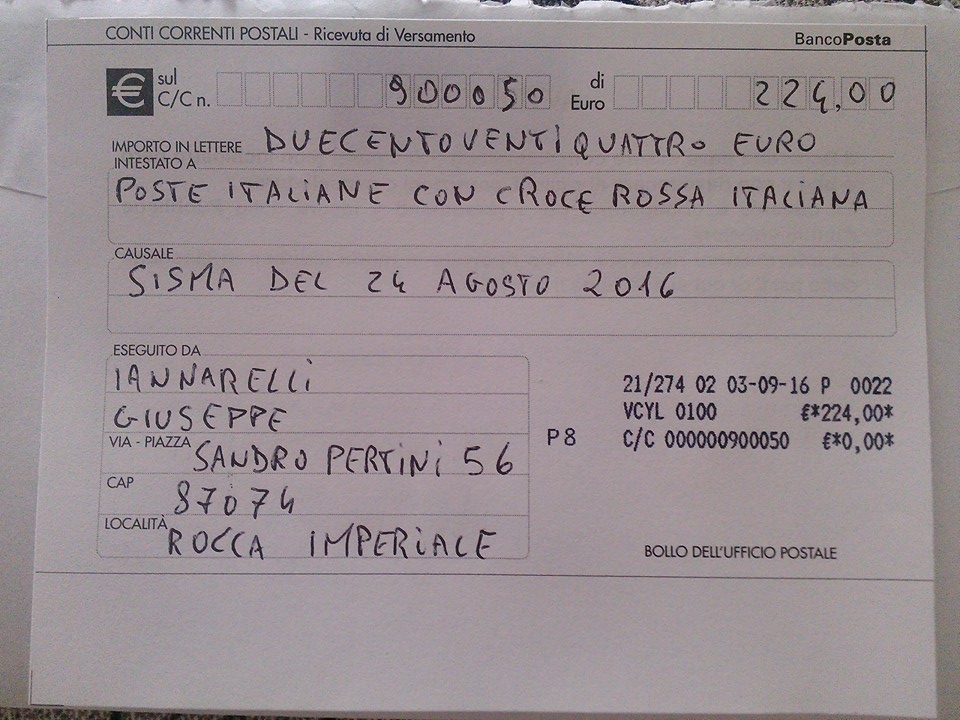 CONTI CORRENTI POSTALI - Ricevuta di Versamento BancoPosta
€ sul C/C n. 900050 di Euro 224,00
IMPORTO IN LETTERE DUECENTOVENTIQUATTRO EURO
INTESTATO A
POSTE ITALIANE CON CROCE ROSSA ITALIANA
CAUSALE
SISMA DEL 24 AGOSTO 2016
ESEGUITO DA
IANNARELLI
GIUSEPPE
VIA - PIAZZA SANDRO PERTINI 56
CAP 87074
LOCALITÀ ROCCA IMPERIALE
21/274 02 03-09-16 P 0022
VCYL 0100 €*224,00*
P8 C/C 000000900050 €*0,00*
BOLLO DELL'UFFICIO POSTALE